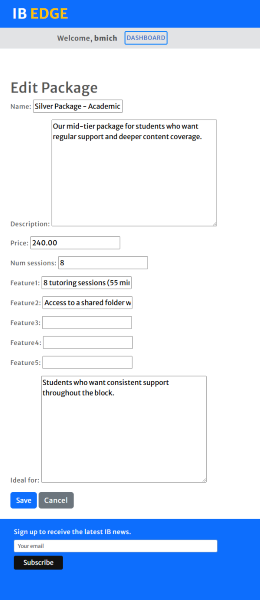 IB EDGE
Welcome, bmich DASHBOARD
Edit Package
Name: Silver Package - Academic
Our mid-tier package for students who want
regular support and deeper content coverage.
Description:
Price: 240.00
Num sessions: 8
Feature1: 8 tutoring sessions (55
Feature2: Access to a shared folder
Feature3:
Feature4:
Feature5:
Students who want consistent support
throughout the block.
Ideal for:
Save Cancel
Sign up to receive the latest IB news.
Your email
Subscribe